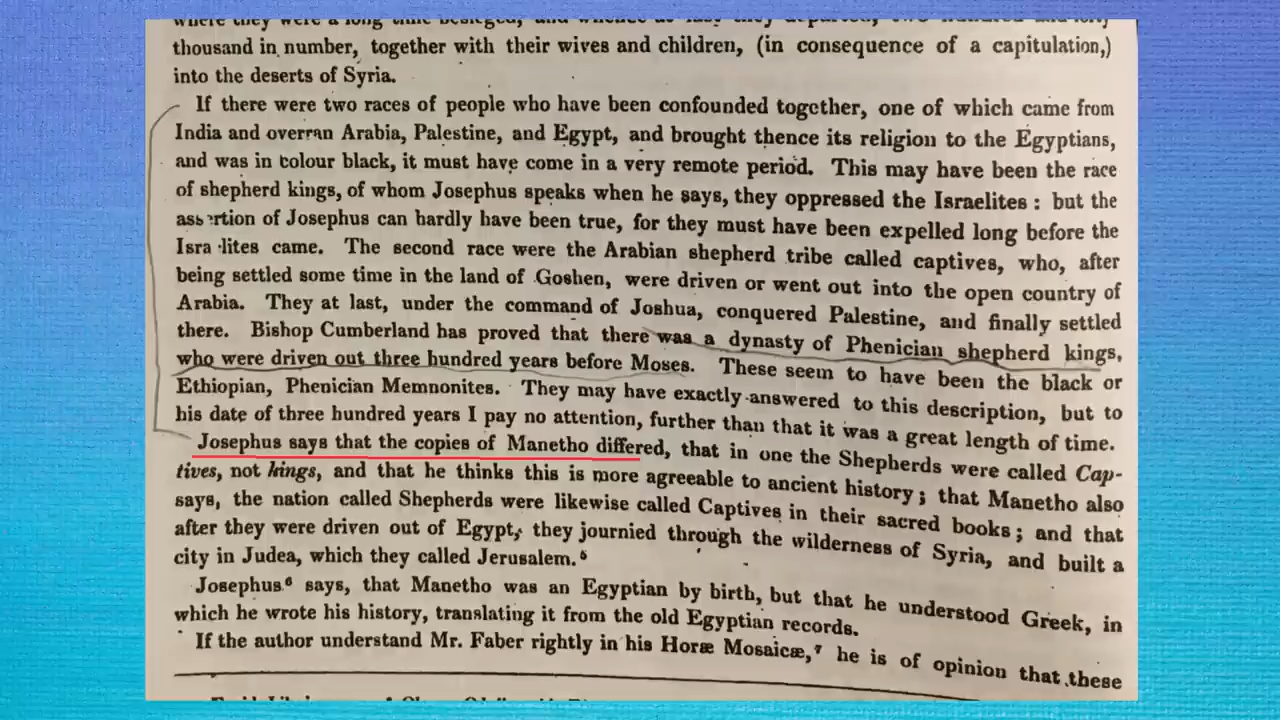 thousand in number, together with their wives and children, (in consequence of a capitulation,)
into the deserts of Syria.
If there were two races of people who have been confounded together, one of which came from
India and overran Arabia, Palestine, and Egypt, and brought thence its religion to the Egyptians,
and was in colour black, it must have come in a very remote period. This may have been the race
of shepherd kings, of whom Josephus speaks when he says, they oppressed the Israelites : but the
ass rtion of Josephus can hardly have been true, for they must have been expelled long before the
Isra lites came. The second race were the Arabian shepherd tribe called captives, who, after
being settled some time in the land of Goshen, were driven or went out into the open country of
Arabia. They at last, under the command of Joshua, conquered Palestine, and finally settled
there. Bishop Cumberland has proved that there was a dynasty of Phenician shepherd kings,
who were driven out three hundred years before Moses. These seem to have been the black or
Ethiopian, Phenician Memnonites. They may have exactly answered to this description, but to
his date of three hundred years I pay no attention, further than that it was a great length of time.
Josephus says that the copies of Manetho differed, that in one the Shepherds were called Cap-
tives, not kings, and that he thinks this is more agreeable to ancient history ; that Manetho also
says, the nation called Shepherds were likewise called Captives in their sacred books ; and that
after they were driven out of Egypt, they journied through the wilderness of Syria, and built a
city in Judea, which they called Jerusalem. 5
Josephus 6 says, that Manetho was an Egyptian by birth, but that he understood Greek, in
which he wrote his history, translating it from the old Egyptian records.
If the author understand Mr. Faber rightly in his Horæ Mosaicæ, 7 he is of opinion that these